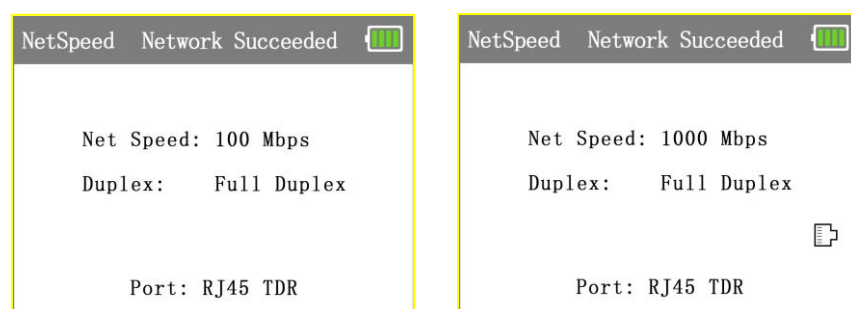 NetSpeed Network Succeeded
Net Speed: 100 Mbps
Duplex: Full Duplex
Port: RJ45 TDR
NetSpeed Network Succeeded
Net Speed: 1000 Mbps
Duplex: Full Duplex
Port: RJ45 TDR